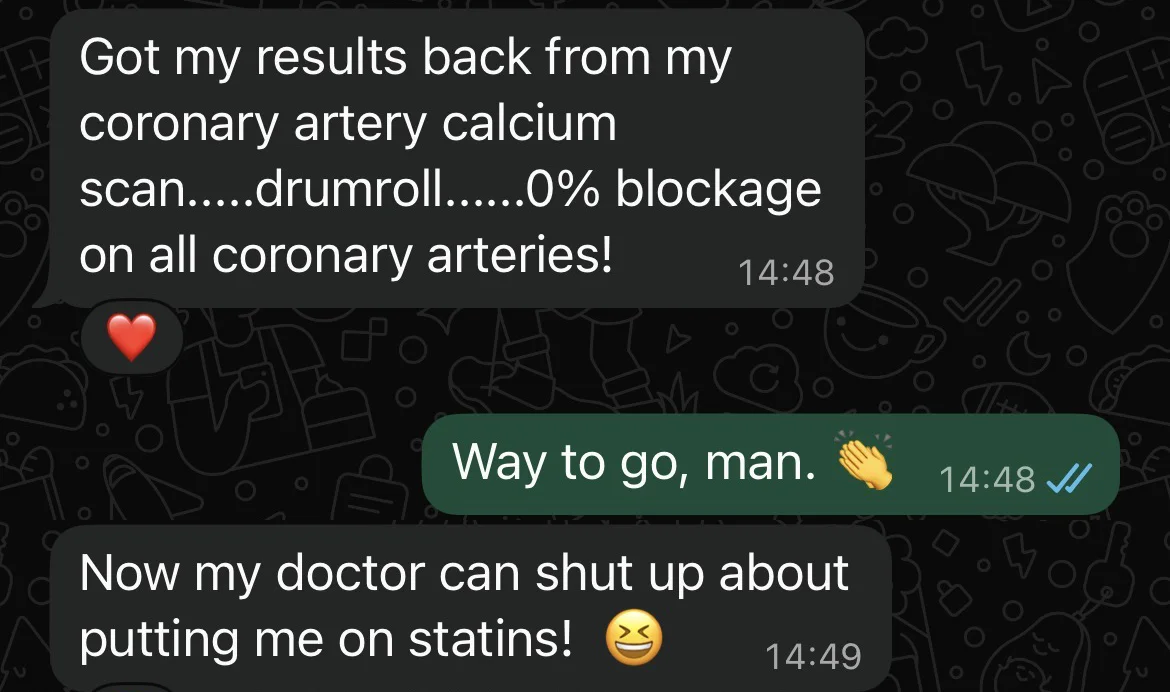 Got my results back from my
coronary artery calcium
scan.....drumroll......0% blockage
on all coronary arteries!
14:48
❤️
Way to go, man. 👏
14:48
Now my doctor can shut up about
putting me on statins! 😆
14:49